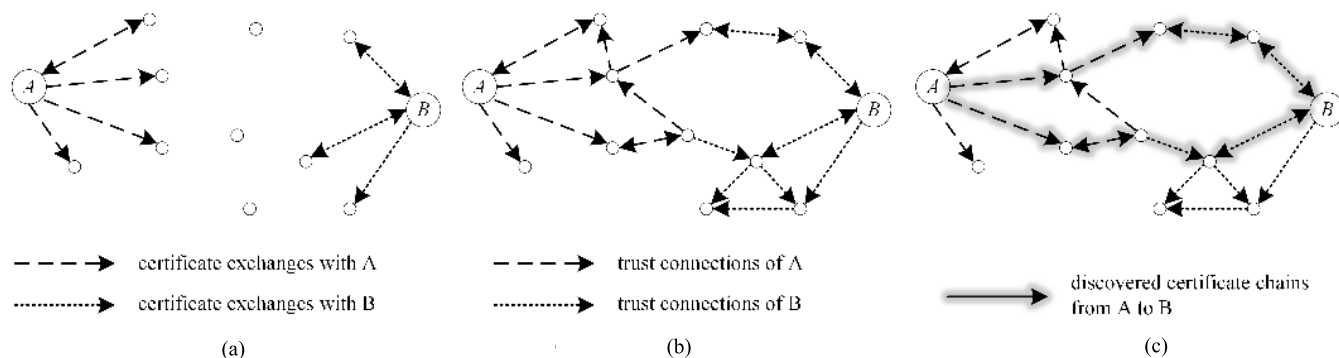 A
B
A
B
A
B
certificate exchanges with A
certificate exchanges with B
trust connections of A
trust connections of B
discovered certificate chains
from A to B
(a)
(b)
(c)